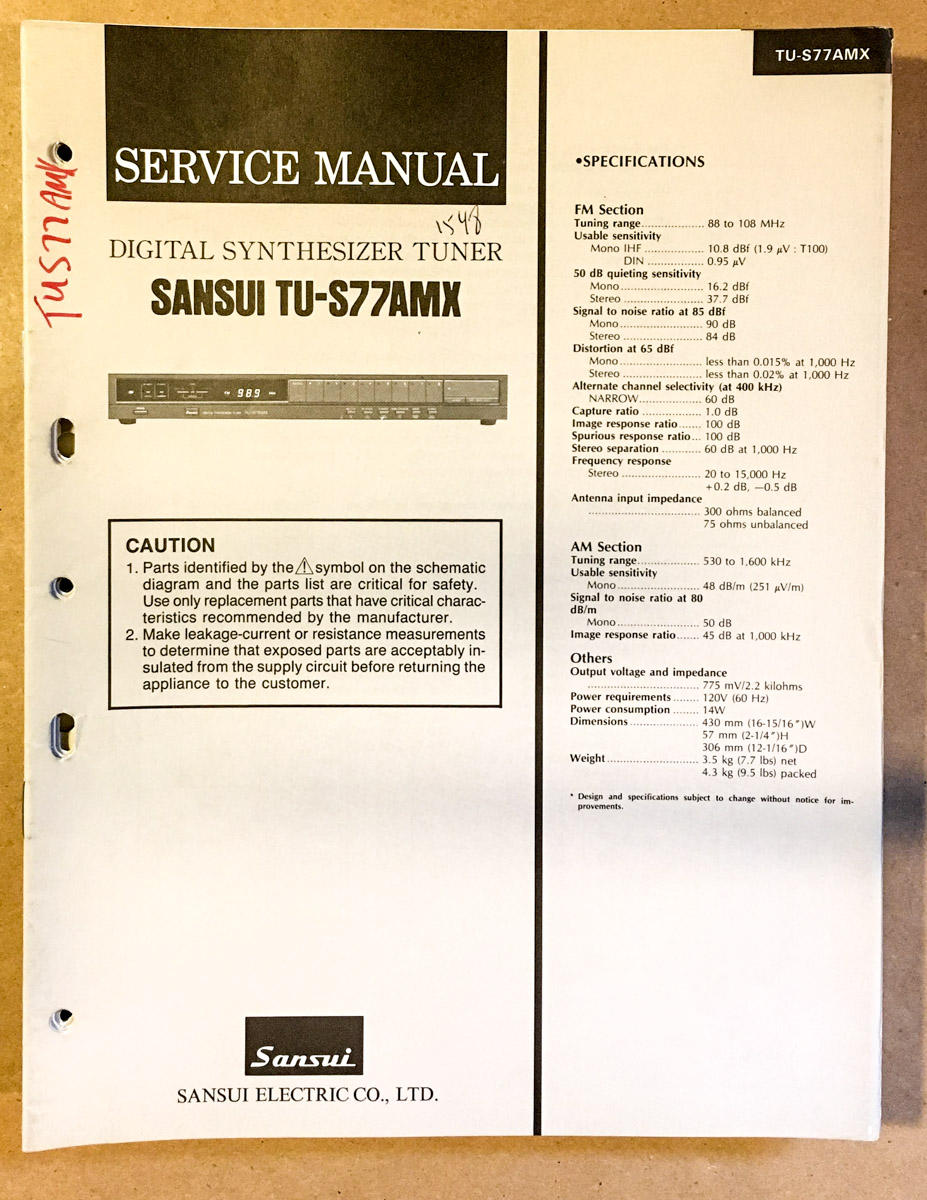 TU-S77AMX
TUS77AMX
SERVICE MANUAL
1548
DIGITAL SYNTHESIZER TUNER
SANSUI TU-S77AMX
989
CAUTION
1. Parts identified by the ⚠ symbol on the schematic
diagram and the parts list are critical for safety.
Use only replacement parts that have critical charac-
teristics recommended by the manufacturer.
2. Make leakage-current or resistance measurements
to determine that exposed parts are acceptably in-
sulated from the supply circuit before returning the
appliance to the customer.
Sansui
SANSUI ELECTRIC CO., LTD.
•SPECIFICATIONS
FM Section
Tuning range................... 88 to 108 MHz
Usable sensitivity
Mono IHF .................. 10.8 dBf (1.9 µV : T100)
DIN ................. 0.95 µV
50 dB quieting sensitivity
Mono......................... 16.2 dBf
Stereo ........................ 37.7 dBf
Signal to noise ratio at 85 dBf
Mono......................... 90 dB
Stereo ........................ 84 dB
Distortion at 65 dBf
Mono......................... less than 0.015% at 1,000 Hz
Stereo ........................ less than 0.02% at 1,000 Hz
Alternate channel selectivity (at 400 kHz)
NARROW................... 60 dB
Capture ratio .................. 1.0 dB
Image response ratio....... 100 dB
Spurious response ratio... 100 dB
Stereo separation ............ 60 dB at 1,000 Hz
Frequency response
Stereo ........................ 20 to 15,000 Hz
+0.2 dB, —0.5 dB
Antenna input impedance
.................................. 300 ohms balanced
75 ohms unbalanced
AM Section
Tuning range................... 530 to 1,600 kHz
Usable sensitivity
Mono .......................... 48 dB/m (251 µV/m)
Signal to noise ratio at 80
dB/m
Mono .......................... 50 dB
Image response ratio....... 45 dB at 1,000 kHz
Others
Output voltage and impedance
.................................. 775 mV/2.2 kilohms
Power requirements ........ 120V (60 Hz)
Power consumption ........ 14W
Dimensions ..................... 430 mm (16-15/16″)W
57 mm (2-1/4″)H
306 mm (12-1/16″)D
Weight............................ 3.5 kg (7.7 lbs) net
4.3 kg (9.5 lbs) packed
* Design and specifications subject to change without notice for im-
provements.